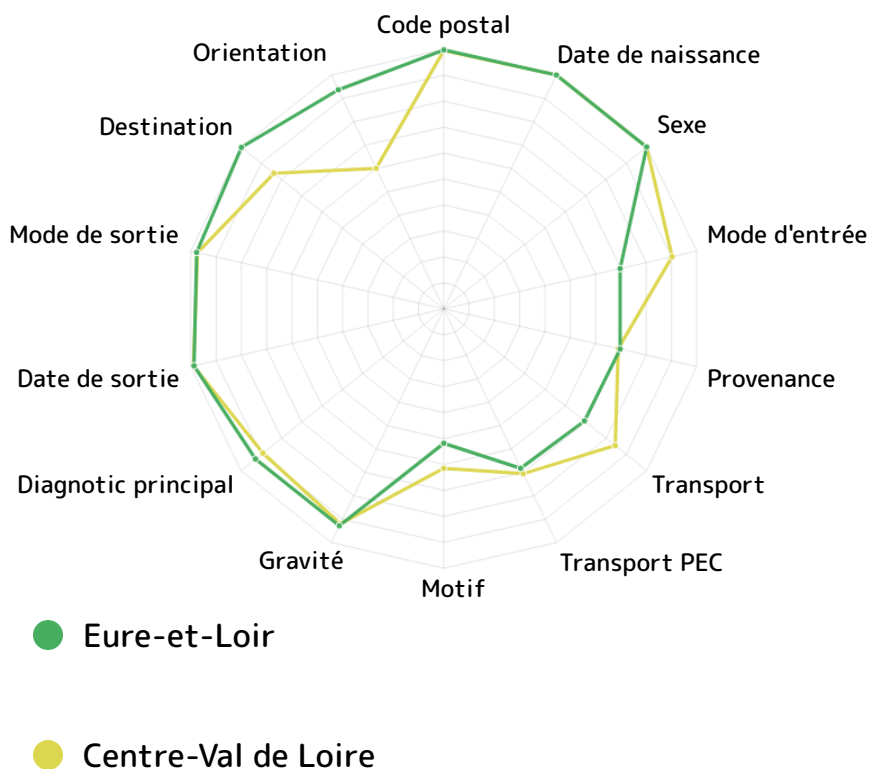 Code postal
Orientation
Date de naissance
Destination
Sexe
Mode de sortie
Mode d'entrée
Date de sortie
Provenance
Diagnotic principal
Transport
Gravité
Transport PEC
Motif
Eure-et-Loir
Centre-Val de Loire